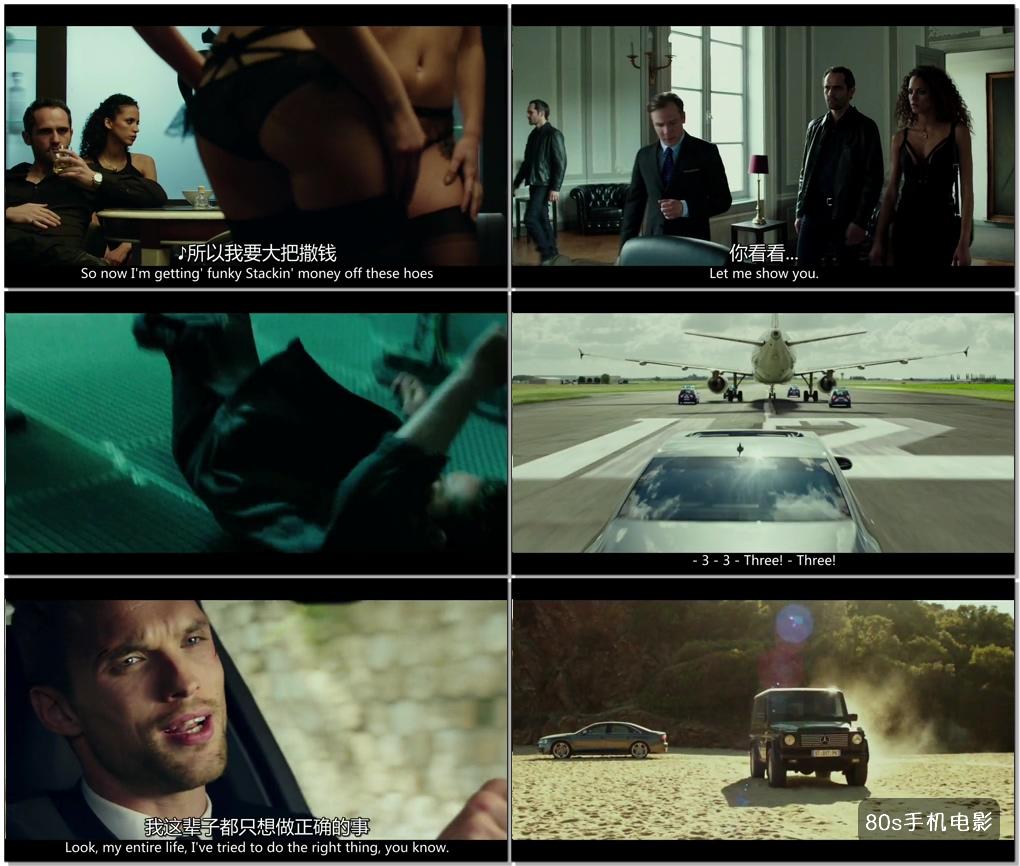 ♪所以我要大把撒钱
So now I'm getting' funky Stackin' money off these hoes
你看看...
Let me show you.
- 3 - 3 - Three! - Three!
我这辈子都只想做正确的事
Look, my entire life, I've tried to do the right thing, you know.
80s手机电影